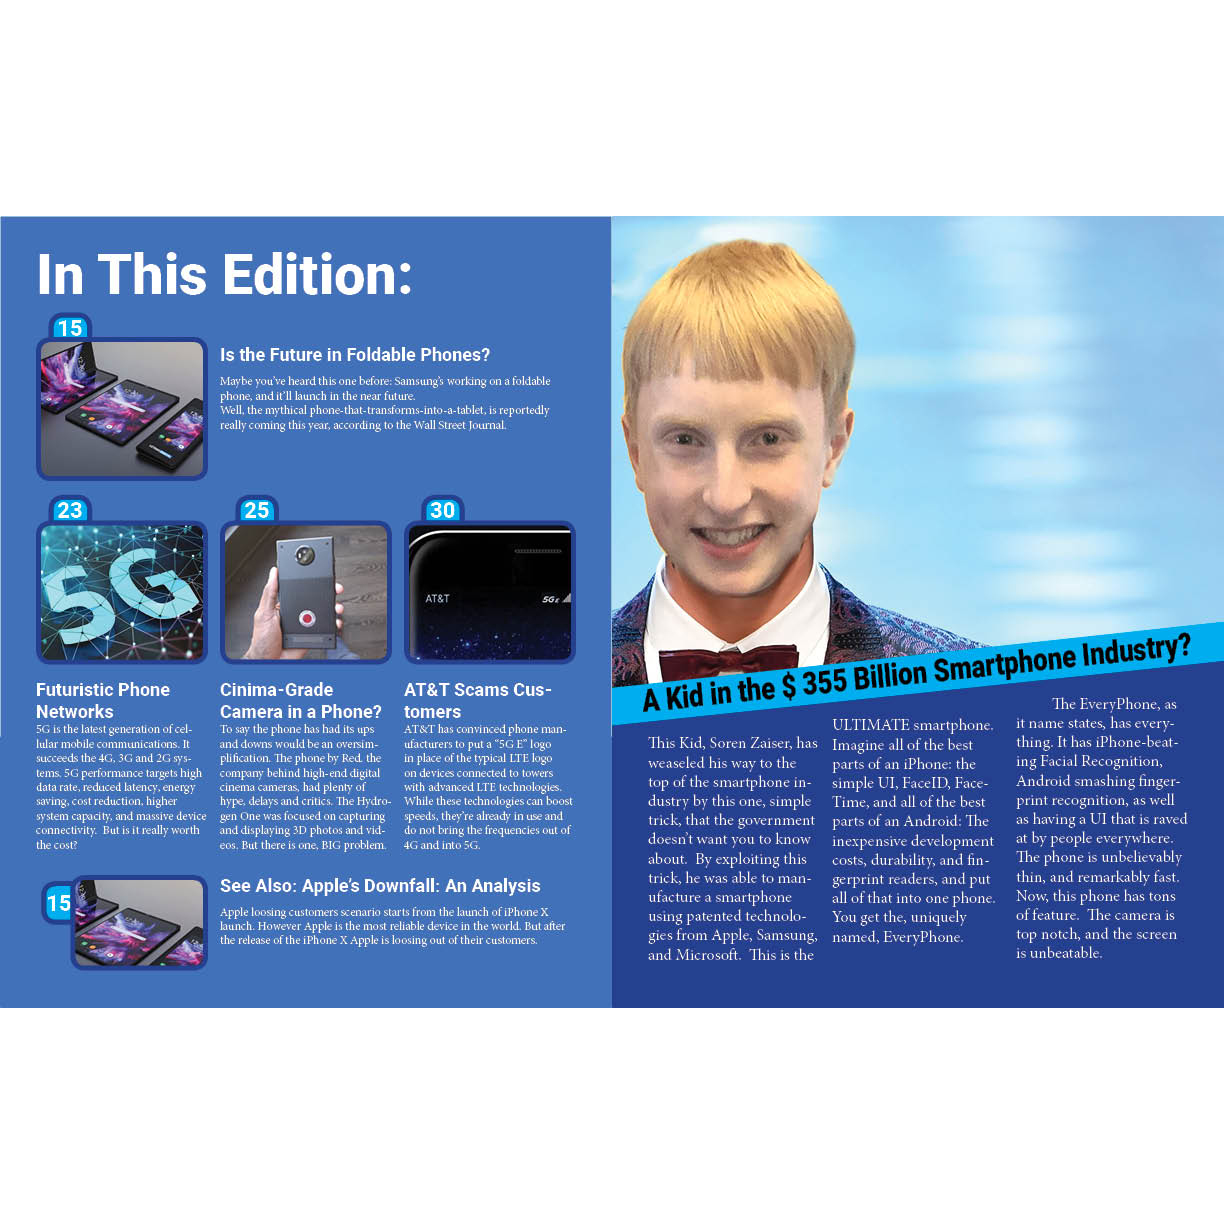 In This Edition:
15
Is the Future in Foldable Phones?
Maybe you've heard this one before: Samsung's working on a foldable
phone, and it'll launch in the near future.
Well, the mythical phone-that-transforms-into-a-tablet, is reportedly
really coming this year, according to the Wall Street Journal.
23
5G
Futuristic Phone
Networks
5G is the latest generation of cel-
lular mobile communications. It
succeeds the 4G, 3G and 2G sys-
tems. 5G performance targets high
data rate, reduced latency, energy
saving, cost reduction, higher
system capacity, and massive device
connectivity.  But is it really worth
the cost?
25
Cinima-Grade
Camera in a Phone?
To say the phone has had its ups
and downs would be an oversim-
plification. The phone by Red. the
company behind high-end digital
cinema cameras, had plenty of
hype, delays and critics. The Hydro-
gen One was focused on capturing
and displaying 3D photos and vid-
eos. But there is one, BIG problem.
30
AT&T
5GE
AT&T Scams Cus-
tomers
AT&T has convinced phone man-
ufacturers to put a “5G E” logo
in place of the typical LTE logo
on devices connected to towers
with advanced LTE technologies.
While these technologies can boost
speeds, they're already in use and
do not bring the frequencies out of
4G and into 5G.
15
See Also: Apple's Downfall: An Analysis
Apple loosing customers scenario starts from the launch of iPhone X
launch. However Apple is the most reliable device in the world. But after
the release of the iPhone X Apple is loosing out of their customers.
A Kid in the $ 355 Billion Smartphone Industry?
This Kid, Soren Zaiser, has
weaseled his way to the
top of the smartphone in-
dustry by this one, simple
trick, that the government
doesn't want you to know
about.  By exploiting this
trick, he was able to man-
ufacture a smartphone
using patented technolo-
gies from Apple, Samsung,
and Microsoft.  This is the
ULTIMATE smartphone.
Imagine all of the best
parts of an iPhone: the
simple UI, FaceID, Face-
Time, and all of the best
parts of an Android: The
inexpensive development
costs, durability, and fin-
gerprint readers, and put
all of that into one phone.
You get the, uniquely
named, EveryPhone.
The EveryPhone, as
it name states, has every-
thing. It has iPhone-beat-
ing Facial Recognition,
Android smashing finger-
print recognition, as well
as having a UI that is raved
at by people everywhere.
The phone is unbelievably
thin, and remarkably fast.
Now, this phone has tons
of feature.  The camera is
top notch, and the screen
is unbeatable.